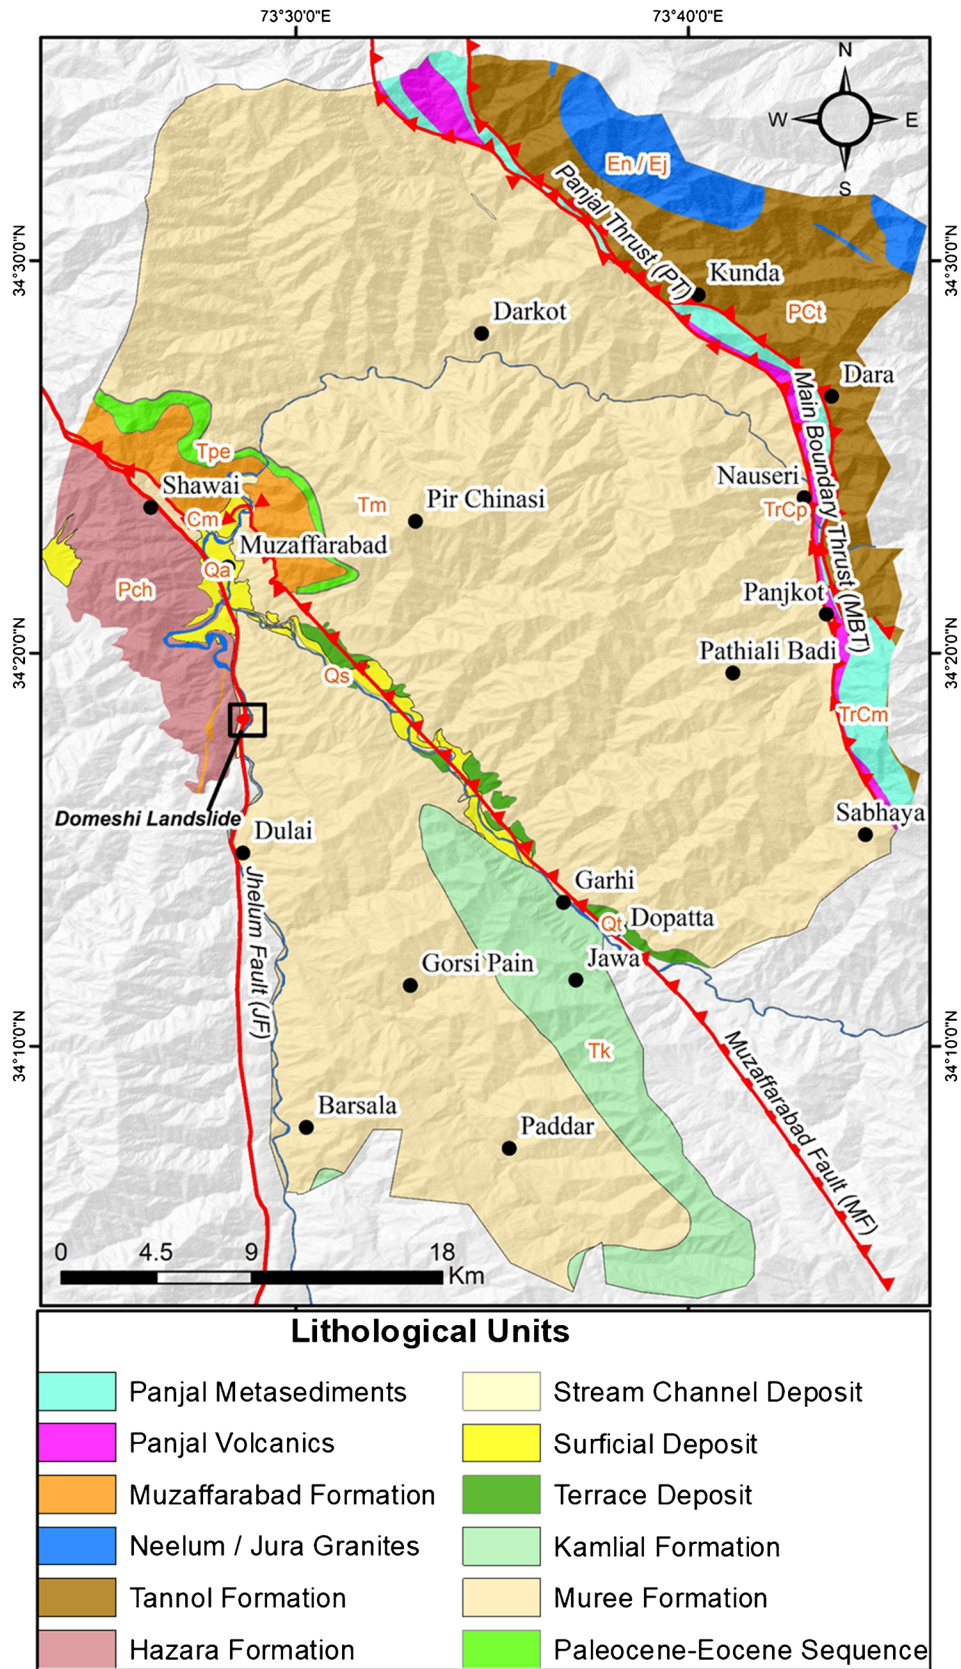 73°30'0"E
73°40'0"E
N
W
E
S
En / Ej
Panjal Thrust (PT)
34°30'0"N
34°30'0"N
Kunda
PCt
Darkot
Dara
Main Boundary Thrust (MBT)
Tpe
Shawai
Nauseri
Tm
Pir Chinasi
TrCp
Cm
Muzaffarabad
Qa
Pch
Panjkot
34°20'0"N
34°20'0"N
Pathiali Badi
Qs
TrCm
Domeshi Landslide
Sabhaya
Dulai
Garhi
Qt
Dopatta
Jhelum Fault (JF)
Gorsi Pain
Jawa
34°10'0"N
34°10'0"N
Tk
Muzaffarabad Fault (MF)
Barsala
Paddar
0
4.5
9
18
Km
Lithological Units
Panjal Metasediments
Panjal Volcanics
Muzaffarabad Formation
Neelum / Jura Granites
Tannol Formation
Hazara Formation
Stream Channel Deposit
Surficial Deposit
Terrace Deposit
Kamlial Formation
Muree Formation
Paleocene-Eocene Sequence